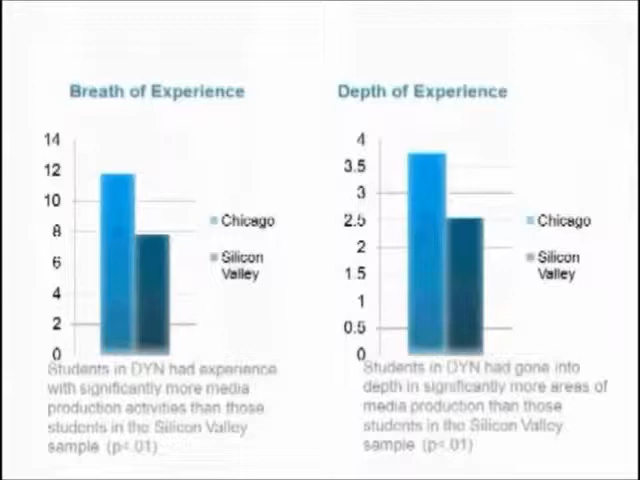 Breath of Experience
14
12
10
8
6
4
2
0
Chicago
Silicon
Valley
Students in DYN had experience
with significantly more media
production activities than those
students in the Silicon Valley
sample (p<.01)
Depth of Experience
4
3.5
3
2.5
2
1.5
1
0.5
0
Chicago
Silicon
Valley
Students in DYN had gone into
depth in significantly more areas of
media production than those
students in the Silicon Valley
sample (p<.01)